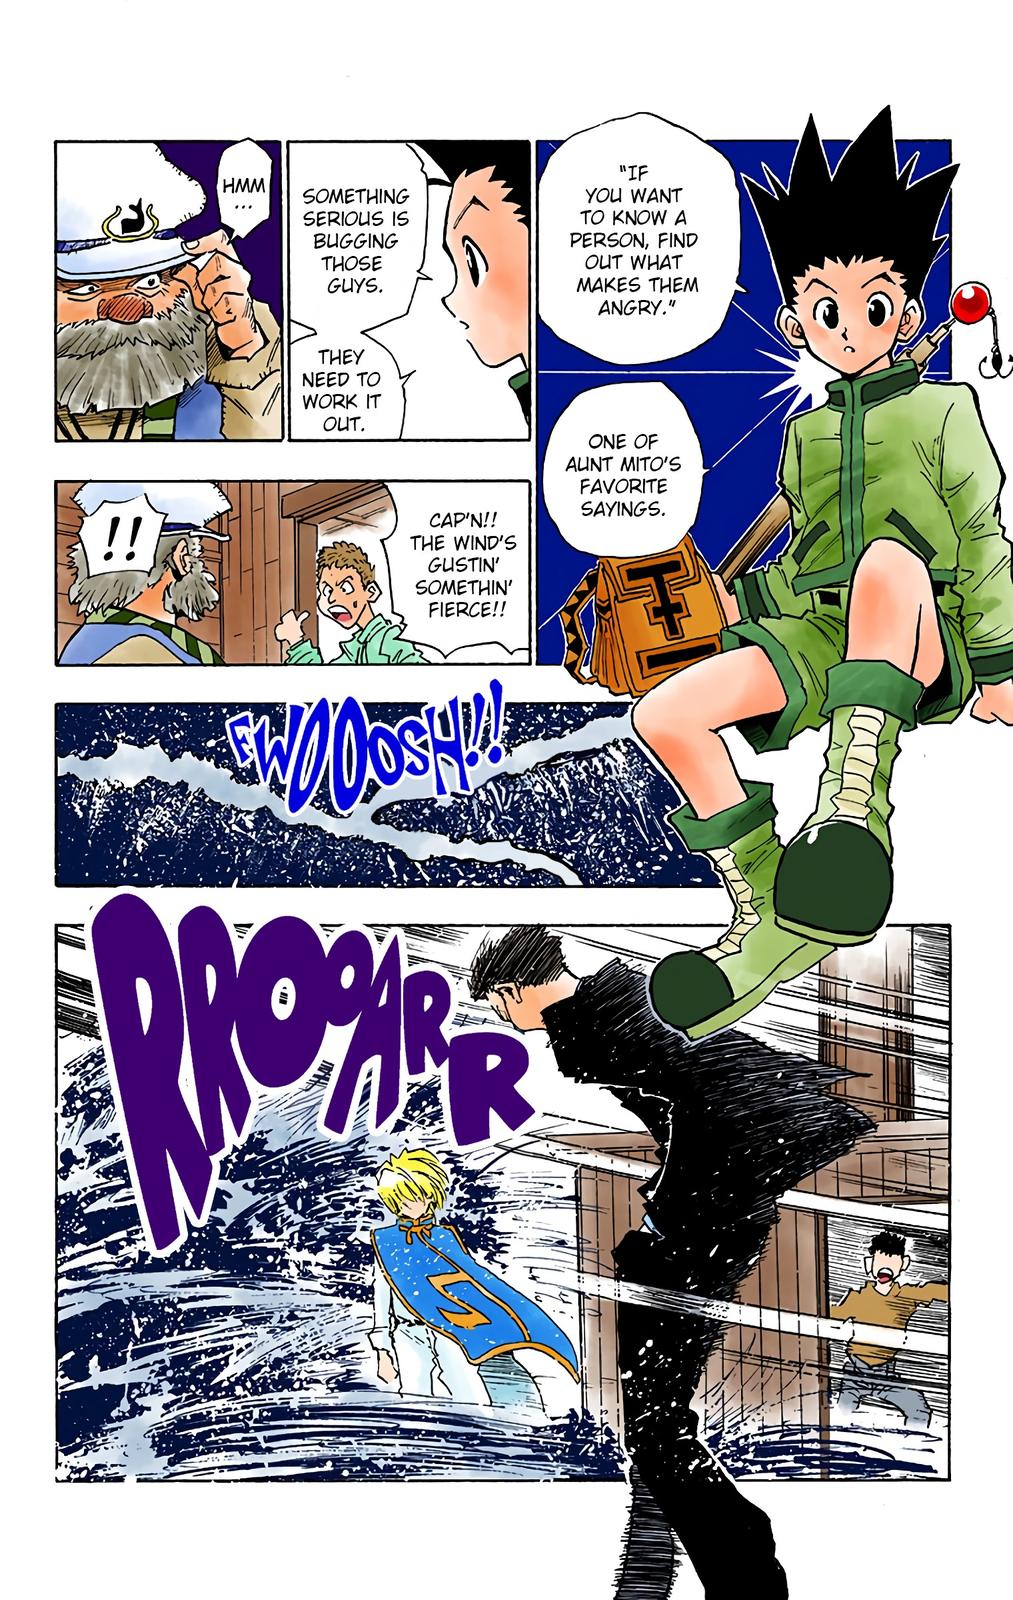 "IF
YOU WANT
TO KNOW A
PERSON, FIND
OUT WHAT
MAKES THEM
ANGRY."
ONE OF
AUNT MITO'S
FAVORITE
SAYINGS.
SOMETHING
SERIOUS IS
BUGGING
THOSE
GUYS.
THEY
NEED TO
WORK IT
OUT.
HMM
...
CAP'N!!
THE WIND'S
GUSTIN'
SOMETHIN'
FIERCE!!
!!
FWOOOSH!!
RROOARRR